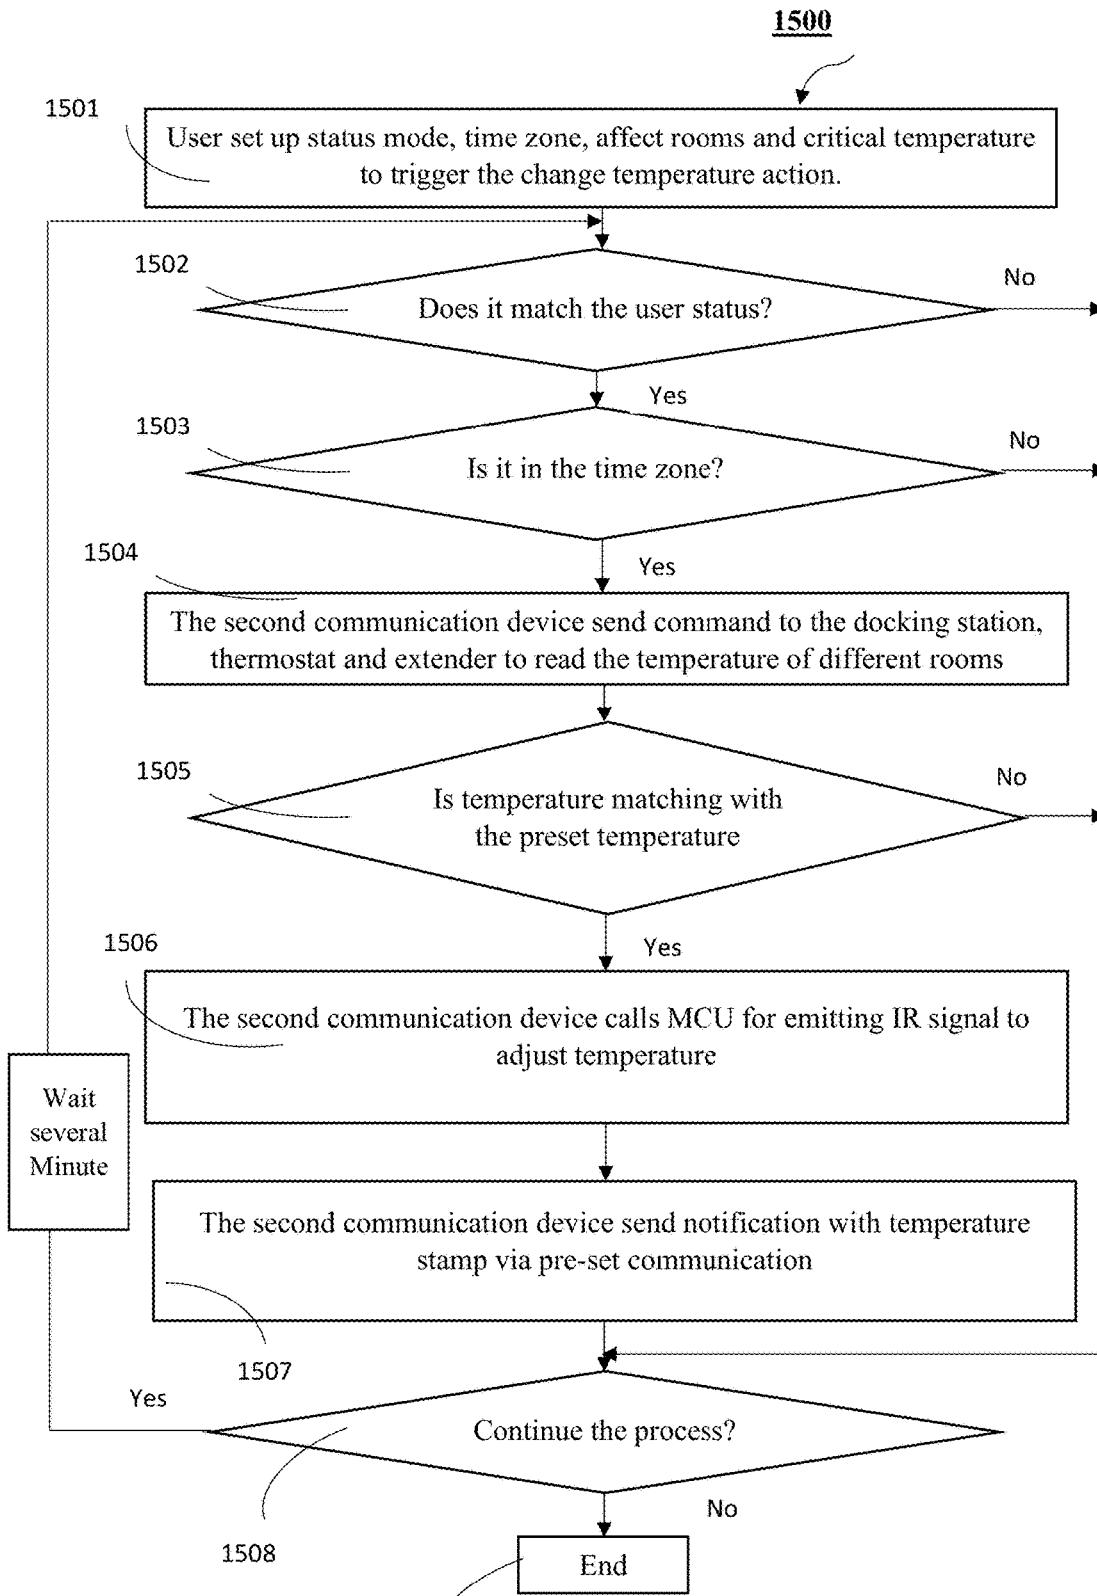 1500
1501
User set up status mode, time zone, affect rooms and critical temperature
to trigger the change temperature action.
1502
Does it match the user status?
No
Yes
1503
Is it in the time zone?
No
Yes
1504
The second communication device send command to the docking station,
thermostat and extender to read the temperature of different rooms
1505
Is temperature matching with
the preset temperature
No
Yes
1506
The second communication device calls MCU for emitting IR signal to
adjust temperature
Wait
several
Minute
The second communication device send notification with temperature
stamp via pre-set communication
1507
Yes
Continue the process?
No
1508
End